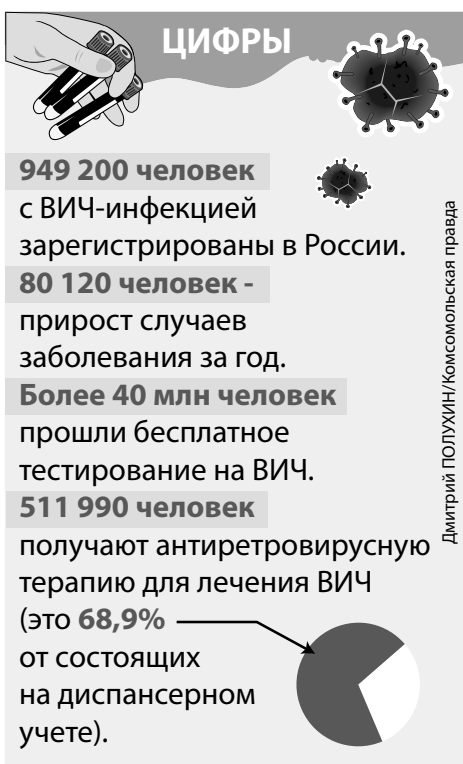 ЦИФРЫ
949 200 человек
с ВИЧ-инфекцией
зарегистрированы в России.
80 120 человек -
прирост случаев
заболевания за год.
Более 40 млн человек
прошли бесплатное
тестирование на ВИЧ.
511 990 человек
получают антиретровирусную
терапию для лечения ВИЧ
(это 68,9%
от состоящих
на диспансерном
учете).
Дмитрий ПОЛУХИН/Комсомольская правда